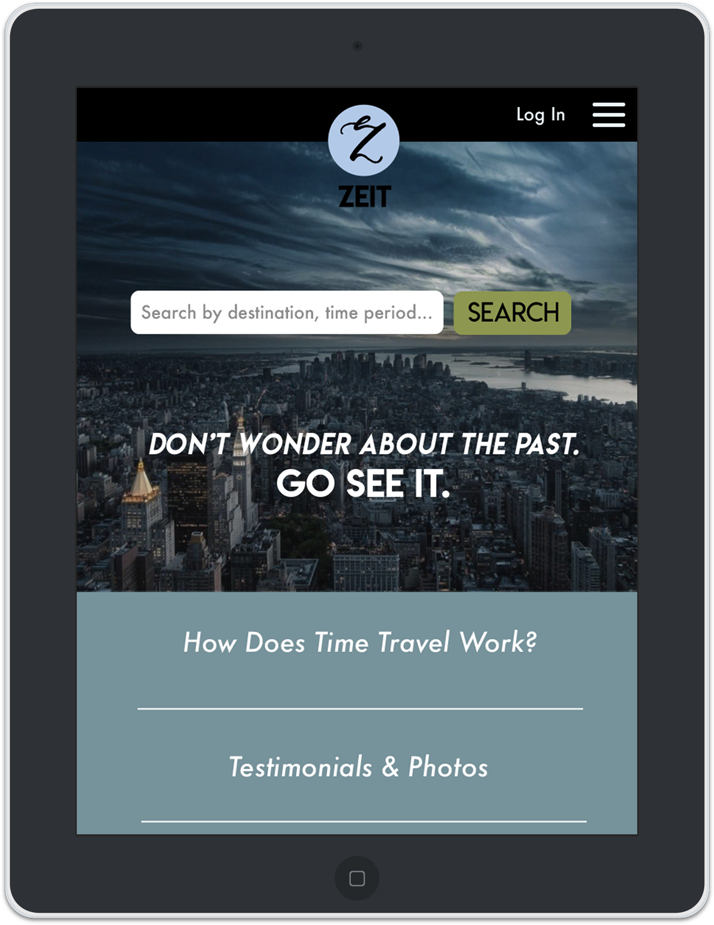 Log In
Z
ZEIT
Search by destination, time period...
SEARCH
DON'T WONDER ABOUT THE PAST.
GO SEE IT.
How Does Time Travel Work?
Testimonials & Photos